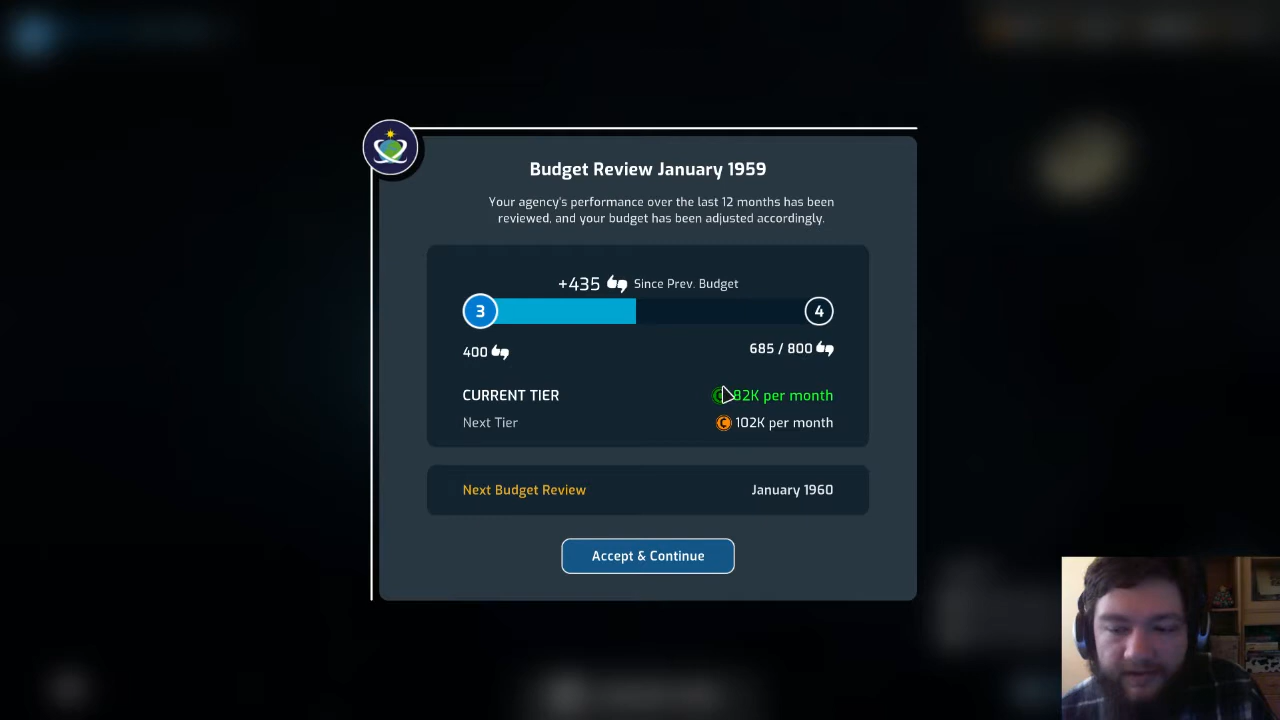 Budget Review January 1959
Your agency's performance over the last 12 months has been
reviewed, and your budget has been adjusted accordingly.
+435 Since Prev. Budget
3
4
400
685 / 800
CURRENT TIER
82K per month
Next Tier
C 102K per month
Next Budget Review
January 1960
Accept & Continue